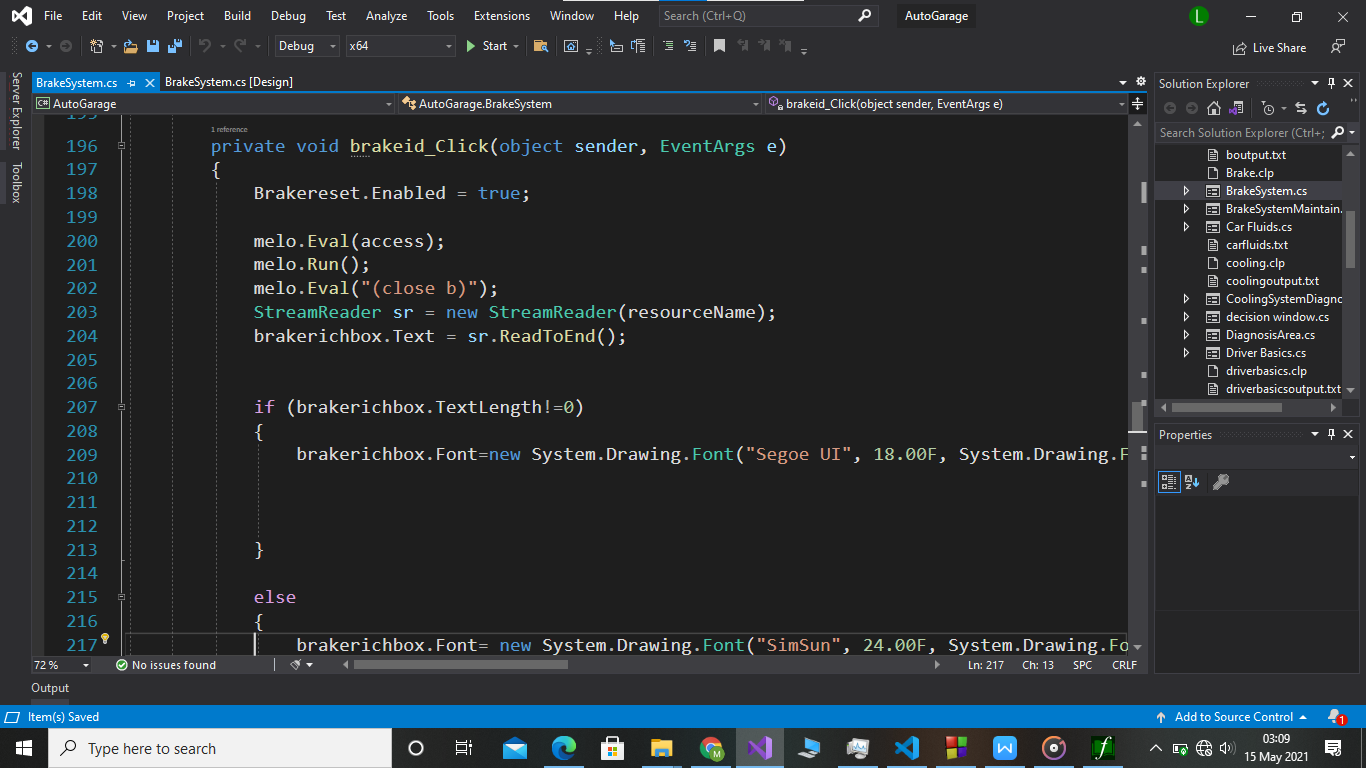 File Edit View Project Build Debug Test Analyze Tools Extensions Window Help Search (Ctrl+Q) AutoGarage L
Debug x64 Start Live Share
BrakeSystem.cs BrakeSystem.cs [Design]
AutoGarage AutoGarage.BrakeSystem brakeid_Click(object sender, EventArgs e)
Server Explorer
Toolbox
195
1 reference
196 private void brakeid_Click(object sender, EventArgs e)
197 {
198 Brakereset.Enabled = true;
199
200 melo.Eval(access);
201 melo.Run();
202 melo.Eval("(close b)");
203 StreamReader sr = new StreamReader(resourceName);
204 brakerichbox.Text = sr.ReadToEnd();
205
206
207 if (brakerichbox.TextLength!=0)
208 {
209 brakerichbox.Font=new System.Drawing.Font("Segoe UI", 18.00F, System.Drawing.F
210
211
212
213 }
214
215 else
216 {
217 brakerichbox.Font= new System.Drawing.Font("SimSun", 24.00F, System.Drawing.Fo
72 % No issues found Ln: 217 Ch: 13 SPC CRLF
Solution Explorer
Search Solution Explorer (Ctrl+;
boutput.txt
Brake.clp
BrakeSystem.cs
BrakeSystemMaintain.
Car Fluids.cs
carfluids.txt
cooling.clp
coolingoutput.txt
CoolingSystemDiagno
decision window.cs
DiagnosisArea.cs
Driver Basics.cs
driverbasics.clp
driverbasicsoutput.txt
Properties
Output
Item(s) Saved Add to Source Control 1
Type here to search 03:09
15 May 2021